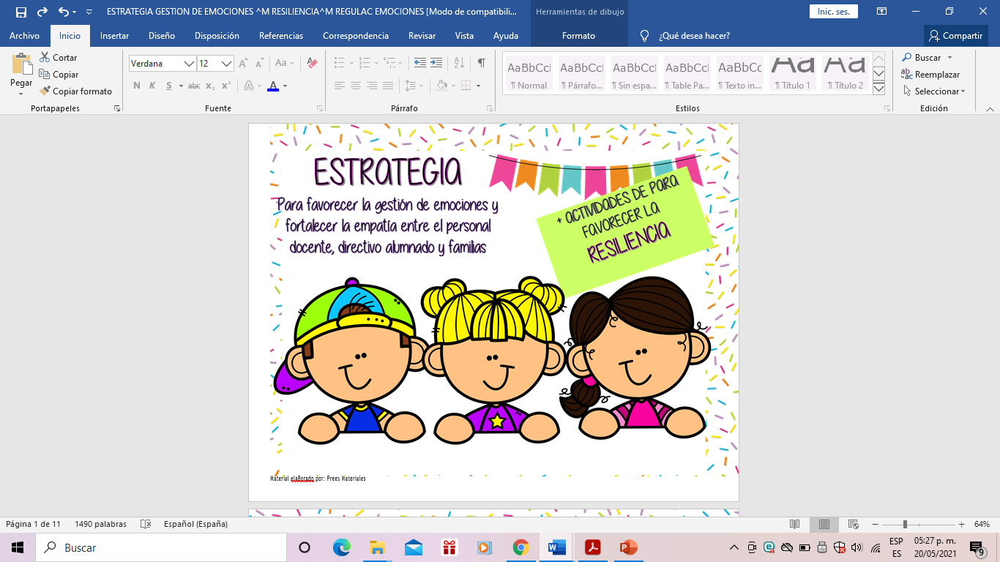 ESTRATEGIA GESTION DE EMOCIONES ^M RESILIENCIA^M REGULAC EMOCIONES [Modo de compatibili...
Herramientas de dibujo
Inic. ses.
Archivo Inicio Insertar Diseño Disposición Referencias Correspondencia Revisar Vista Ayuda Formato ¿Qué desea hacer? Compartir
Pegar
Cortar
Copiar
Copiar formato
Portapapeles
Verdana 12
N K S abc x₂ x²
Fuente
Párrafo
AaBbCcI AaBbCcI AaBbCcI AaBbCcI AaBbCc Aa Aa
¶ Normal ¶ Párrafo... ¶ Sin espa... ¶ Table Pa... ¶ Texto in... ¶ Título 1 ¶ Título 2
Estilos
Buscar
Reemplazar
Seleccionar
Edición
ESTRATEGIA
Para favorecer la gestión de emociones y
fortalecer la empatía entre el personal
docente, directivo alumnado y familias
+ ACTIVIDADES DE PARA
FAVORECER LA
RESILIENCIA
Material elaBorado por: Prees Materiales
Página 1 de 11 1490 palabras Español (España) 64%
Buscar
ESP
ES
05:27 p. m.
20/05/2021
9